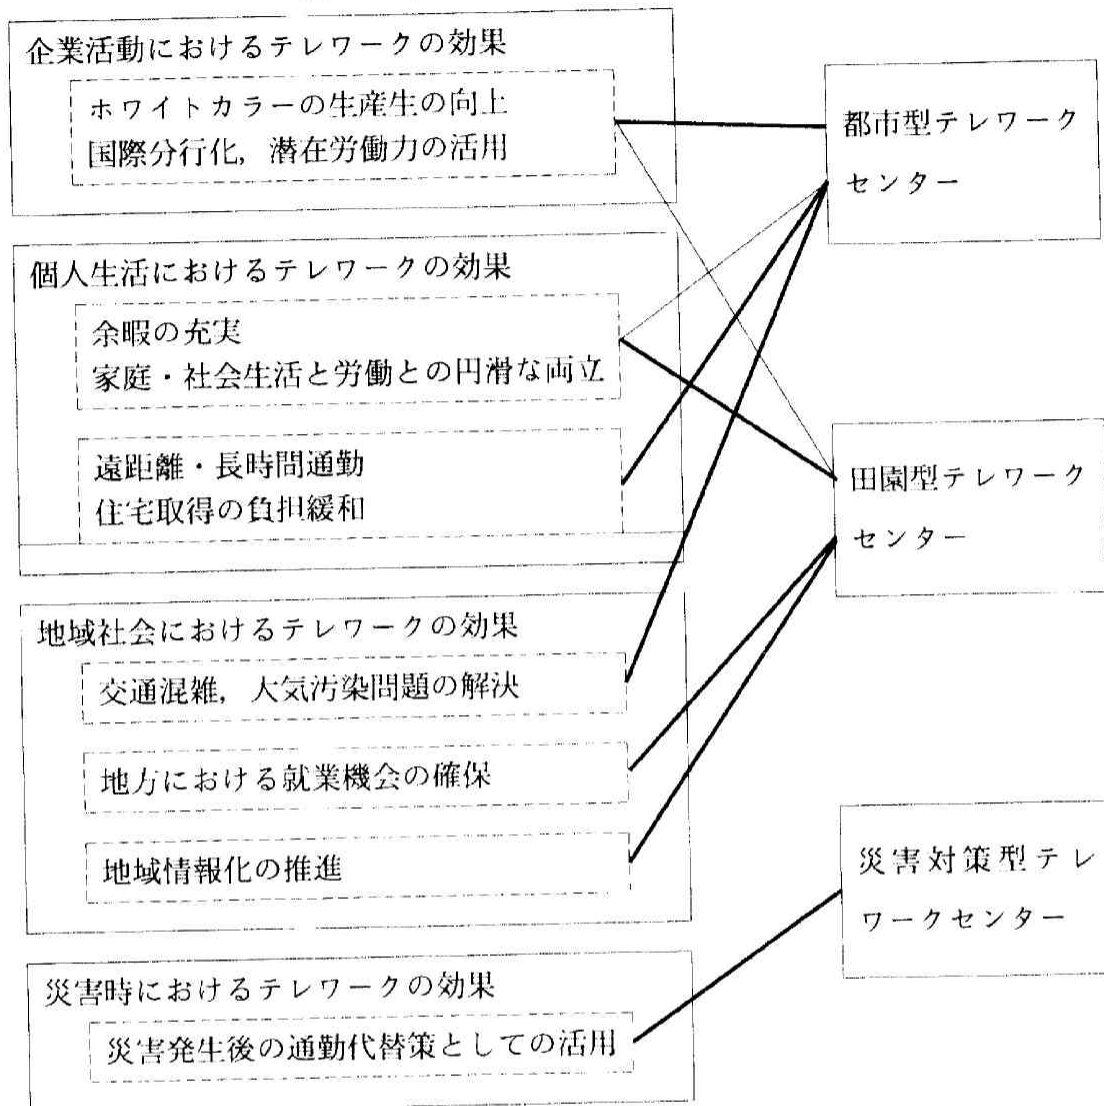 企業活動におけるテレワークの効果
ホワイトカラーの生産生の向上
国際分行化，潜在労働力の活用
都市型テレワーク
センター
個人生活におけるテレワークの効果
余暇の充実
家庭・社会生活と労働との円滑な両立
遠距離・長時間通勤
住宅取得の負担緩和
田園型テレワーク
センター
地域社会におけるテレワークの効果
交通混雑，大気汚染問題の解決
地方における就業機会の確保
地域情報化の推進
災害対策型テレ
ワークセンター
災害時におけるテレワークの効果
災害発生後の通勤代替策としての活用